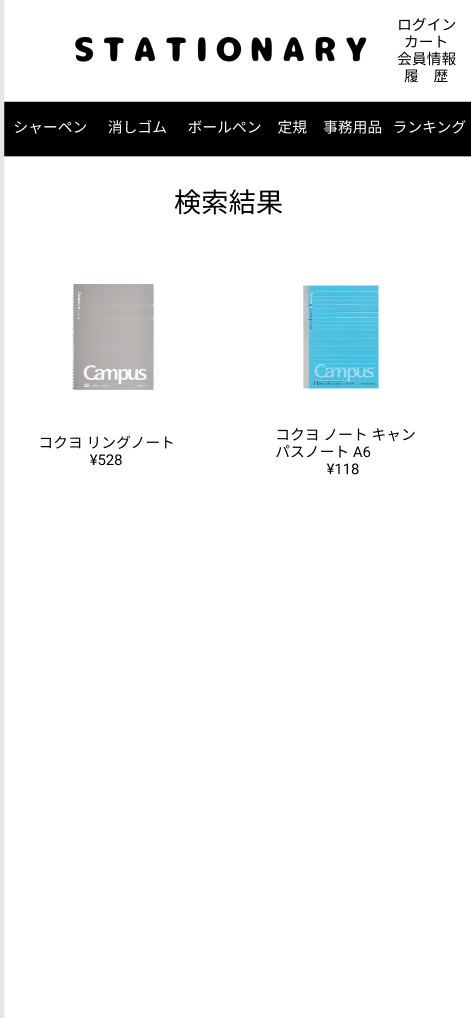 STATIONARY
ログイン
カート
会員情報
履　歴
シャーペン 消しゴム ボールペン 定規 事務用品 ランキング
検索結果
Campus
Campus
コクヨ リングノート
¥528
コクヨ ノート キャン
パスノート A6
¥118